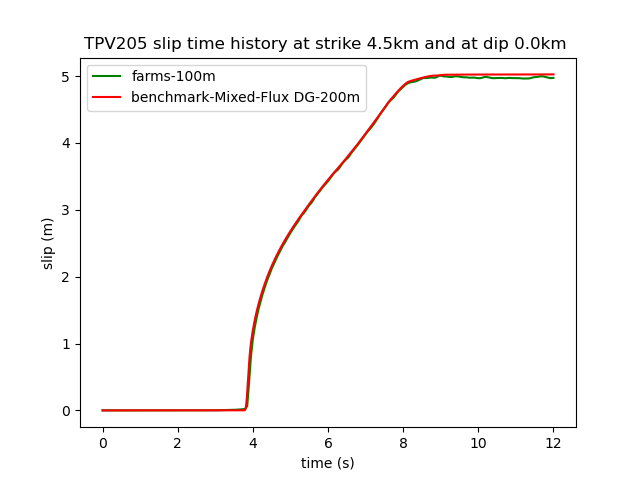 TPV205 slip time history at strike 4.5km and at dip 0.0km
farms-100m
benchmark-Mixed-Flux DG-200m
5
4
3
2
1
0
slip (m)
0 2 4 6 8 10 12
time (s)